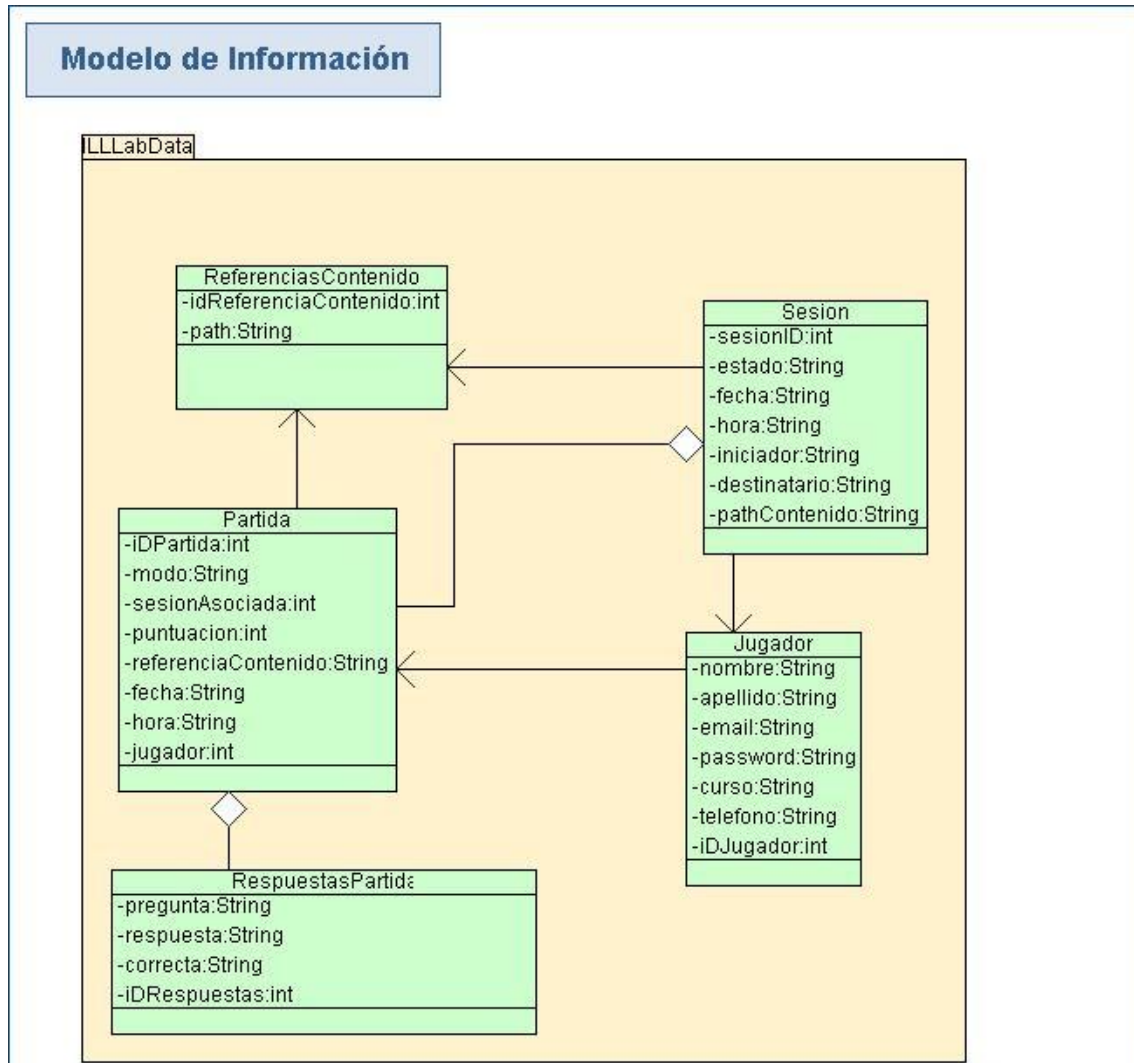 Modelo de Información
ILLLabData
ReferenciasContenido
-idReferenciaContenido:int
-path:String
Sesion
-sesionID:int
-estado:String
-fecha:String
-hora:String
-iniciador:String
-destinatario:String
-pathContenido:String
Partida
-iDPartida:int
-modo:String
-sesionAsociada:int
-puntuacion:int
-referenciaContenido:String
-fecha:String
-hora:String
-jugador:int
Jugador
-nombre:String
-apellido:String
-email:String
-password:String
-curso:String
-telefono:String
-iDJugador:int
RespuestasPartida
-pregunta:String
-respuesta:String
-correcta:String
-iDRespuestas:int